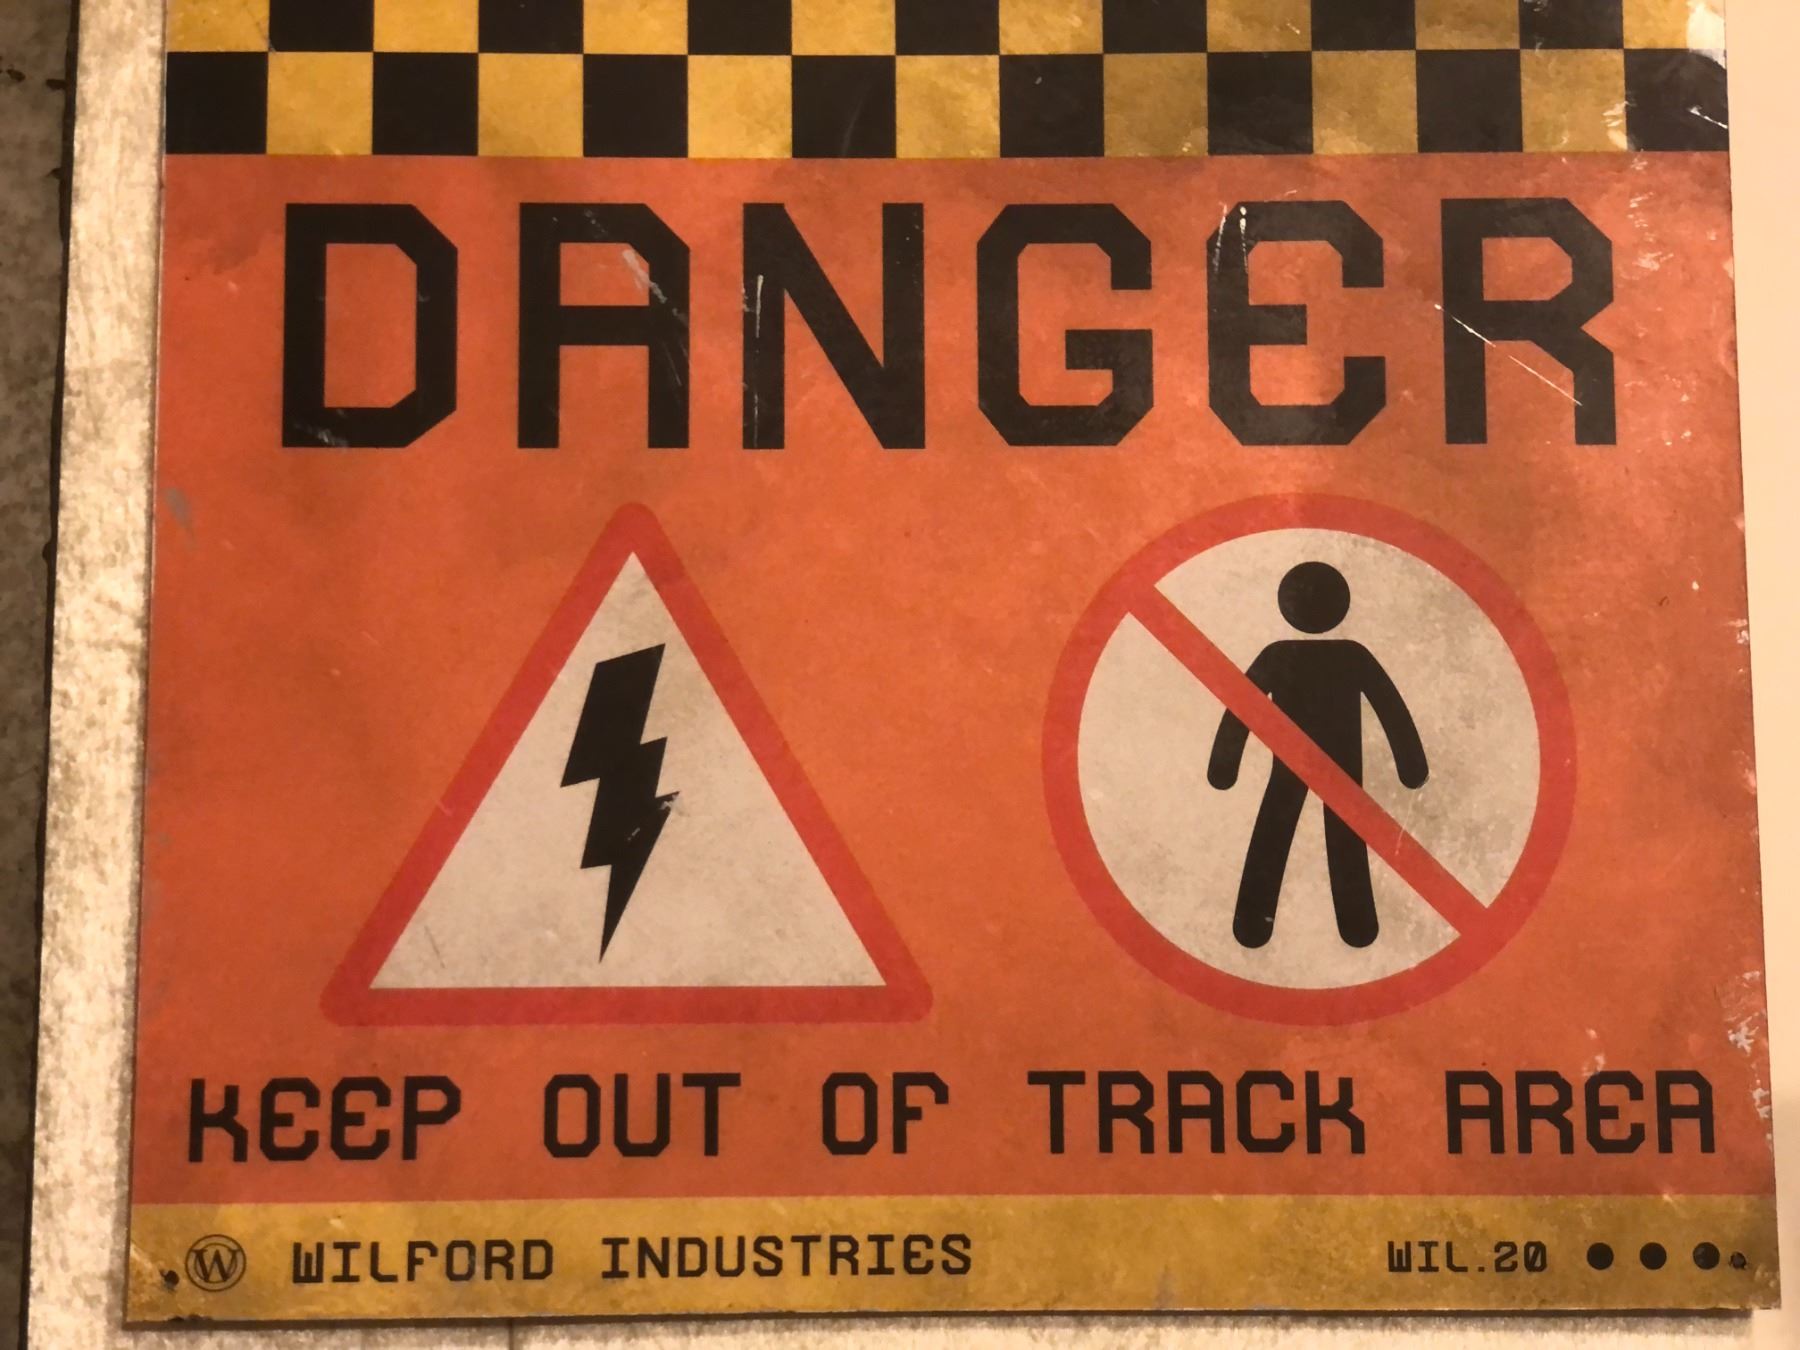 DANGER
KEEP OUT OF TRACK AREA
W WILFORD INDUSTRIES WIL.20